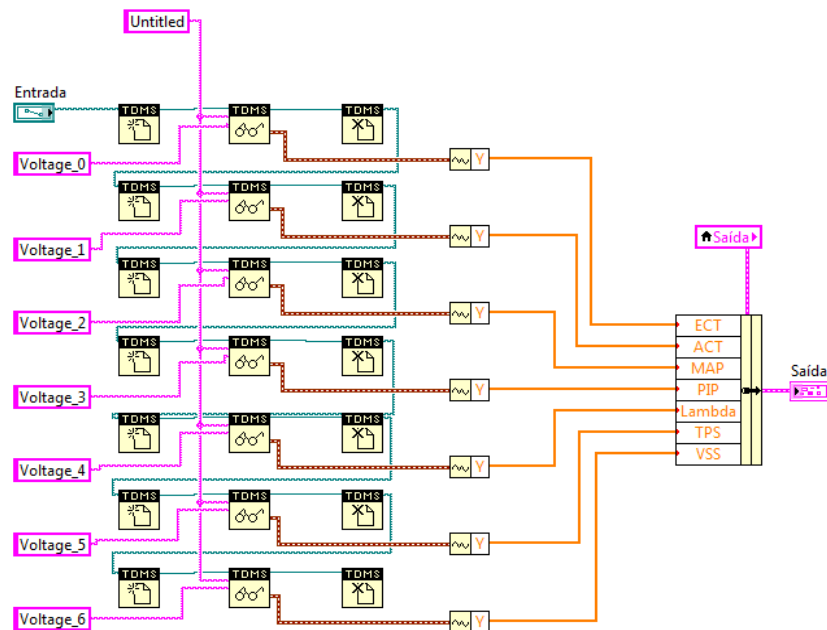 Untitled
Entrada
TDMS TDMS TDMS
Voltage_0
Y
TDMS TDMS TDMS
Voltage_1
Y
Saída
TDMS TDMS TDMS
Voltage_2
Y
ECT
TDMS TDMS TDMS
ACT
MAP
Saída
Voltage_3
Y
PIP
Lambda
TDMS TDMS TDMS
TPS
VSS
Voltage_4
Y
TDMS TDMS TDMS
Voltage_5
Y
TDMS TDMS TDMS
Voltage_6
Y